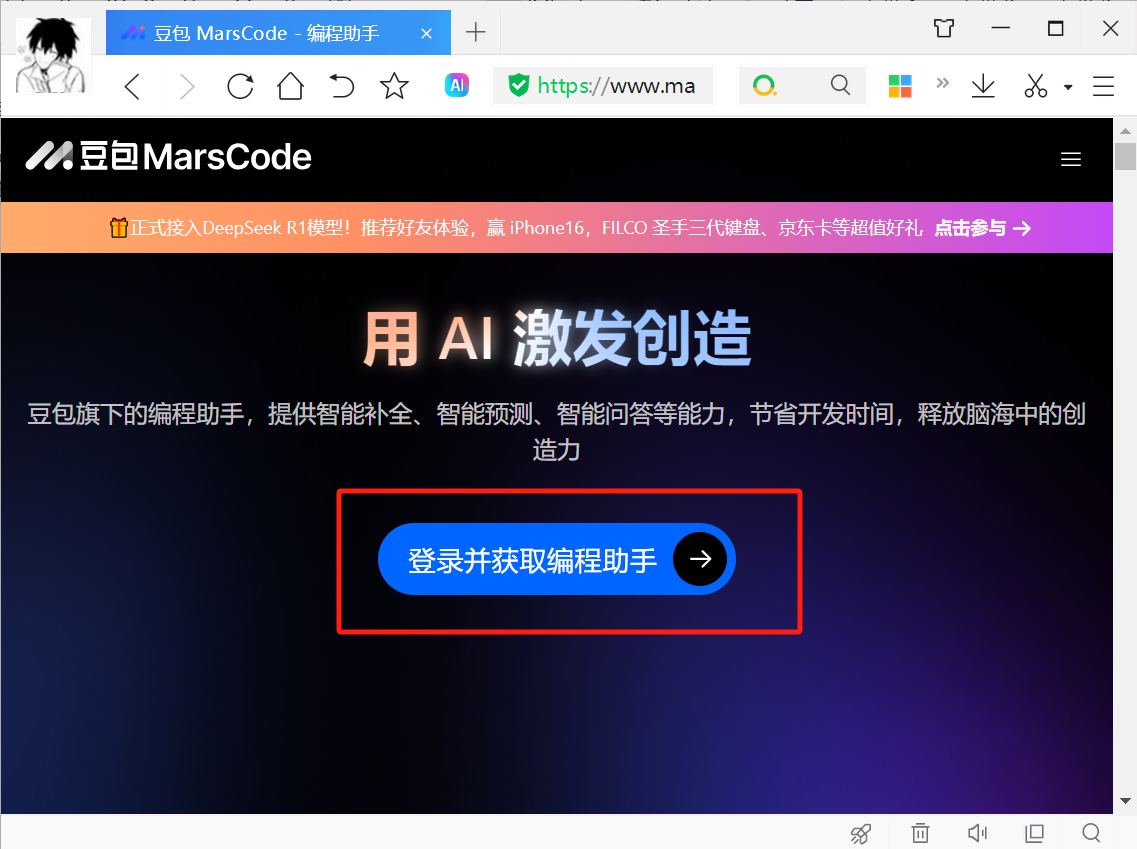 豆包 MarsCode - 编程助手
AI
https://www.ma
豆包MarsCode
正式接入DeepSeek R1模型！推荐好友体验，赢 iPhone16，FILCO 圣手三代键盘、京东卡等超值好礼 点击参与 →
用 AI 激发创造
豆包旗下的编程助手，提供智能补全、智能预测、智能问答等能力，节省开发时间，释放脑海中的创
造力
登录并获取编程助手